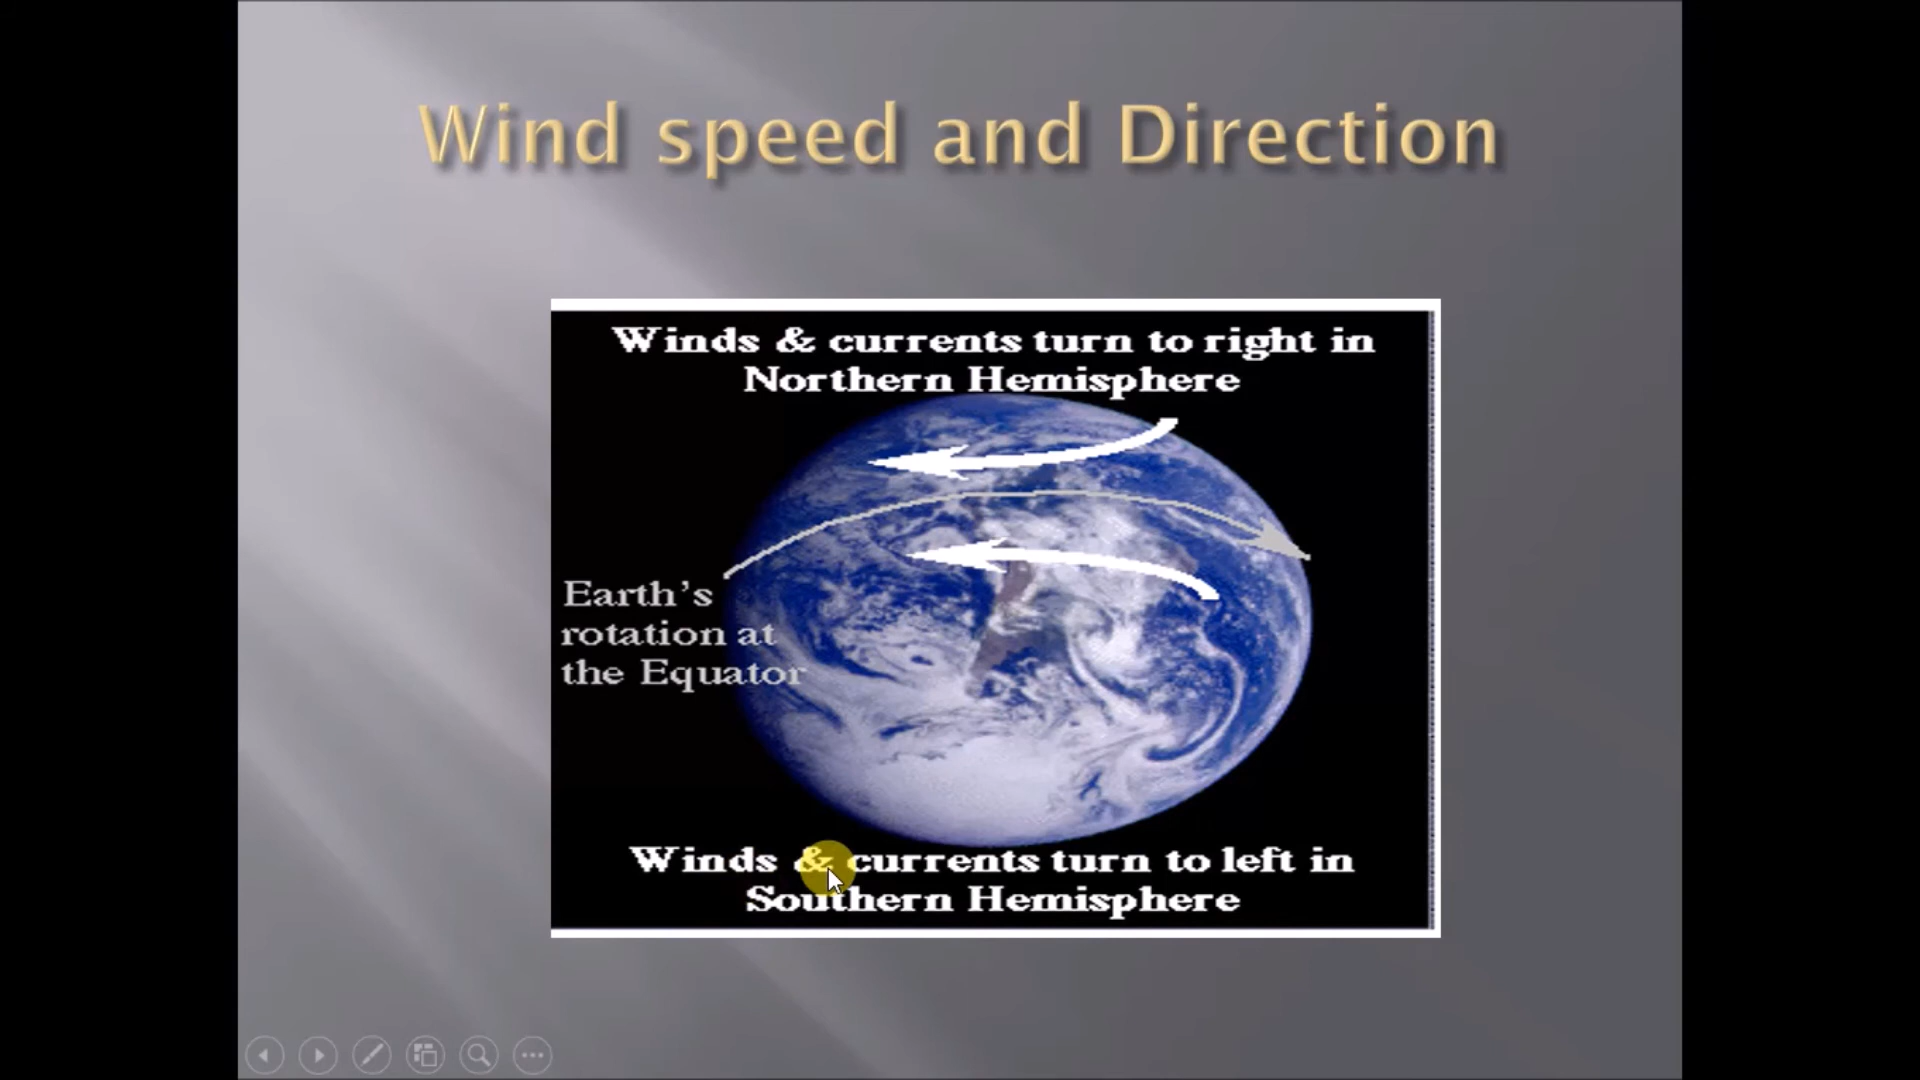 Wind speed and Direction
Winds & currents turn to right in
Northern Hemisphere
Earth's
rotation at
the Equator
Winds & currents turn to left in
Southern Hemisphere